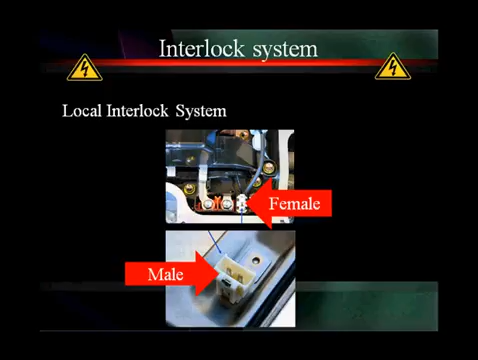 Interlock system
Local Interlock System
Female
Male